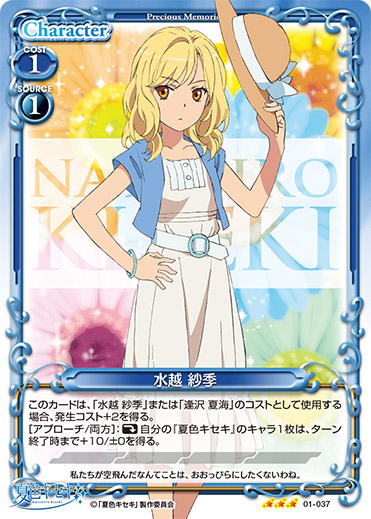 Precious Memories
Character
COST
1
SOURCE
1
NATSUIRO
KISEKI
水越 紗季
このカードは、「水越 紗季」または「逢沢 夏海」のコストとして使用する
場合、発生コスト+2を得る。
[アプローチ/両方]: 自分の『夏色キセキ』のキャラ1枚は、ターン
終了時まで+10/±0を得る。
私たちが空飛んだなんてことは、おおっぴらにしたくないわね。
夏色キセキ
©「夏色キセキ」製作委員会
01-037